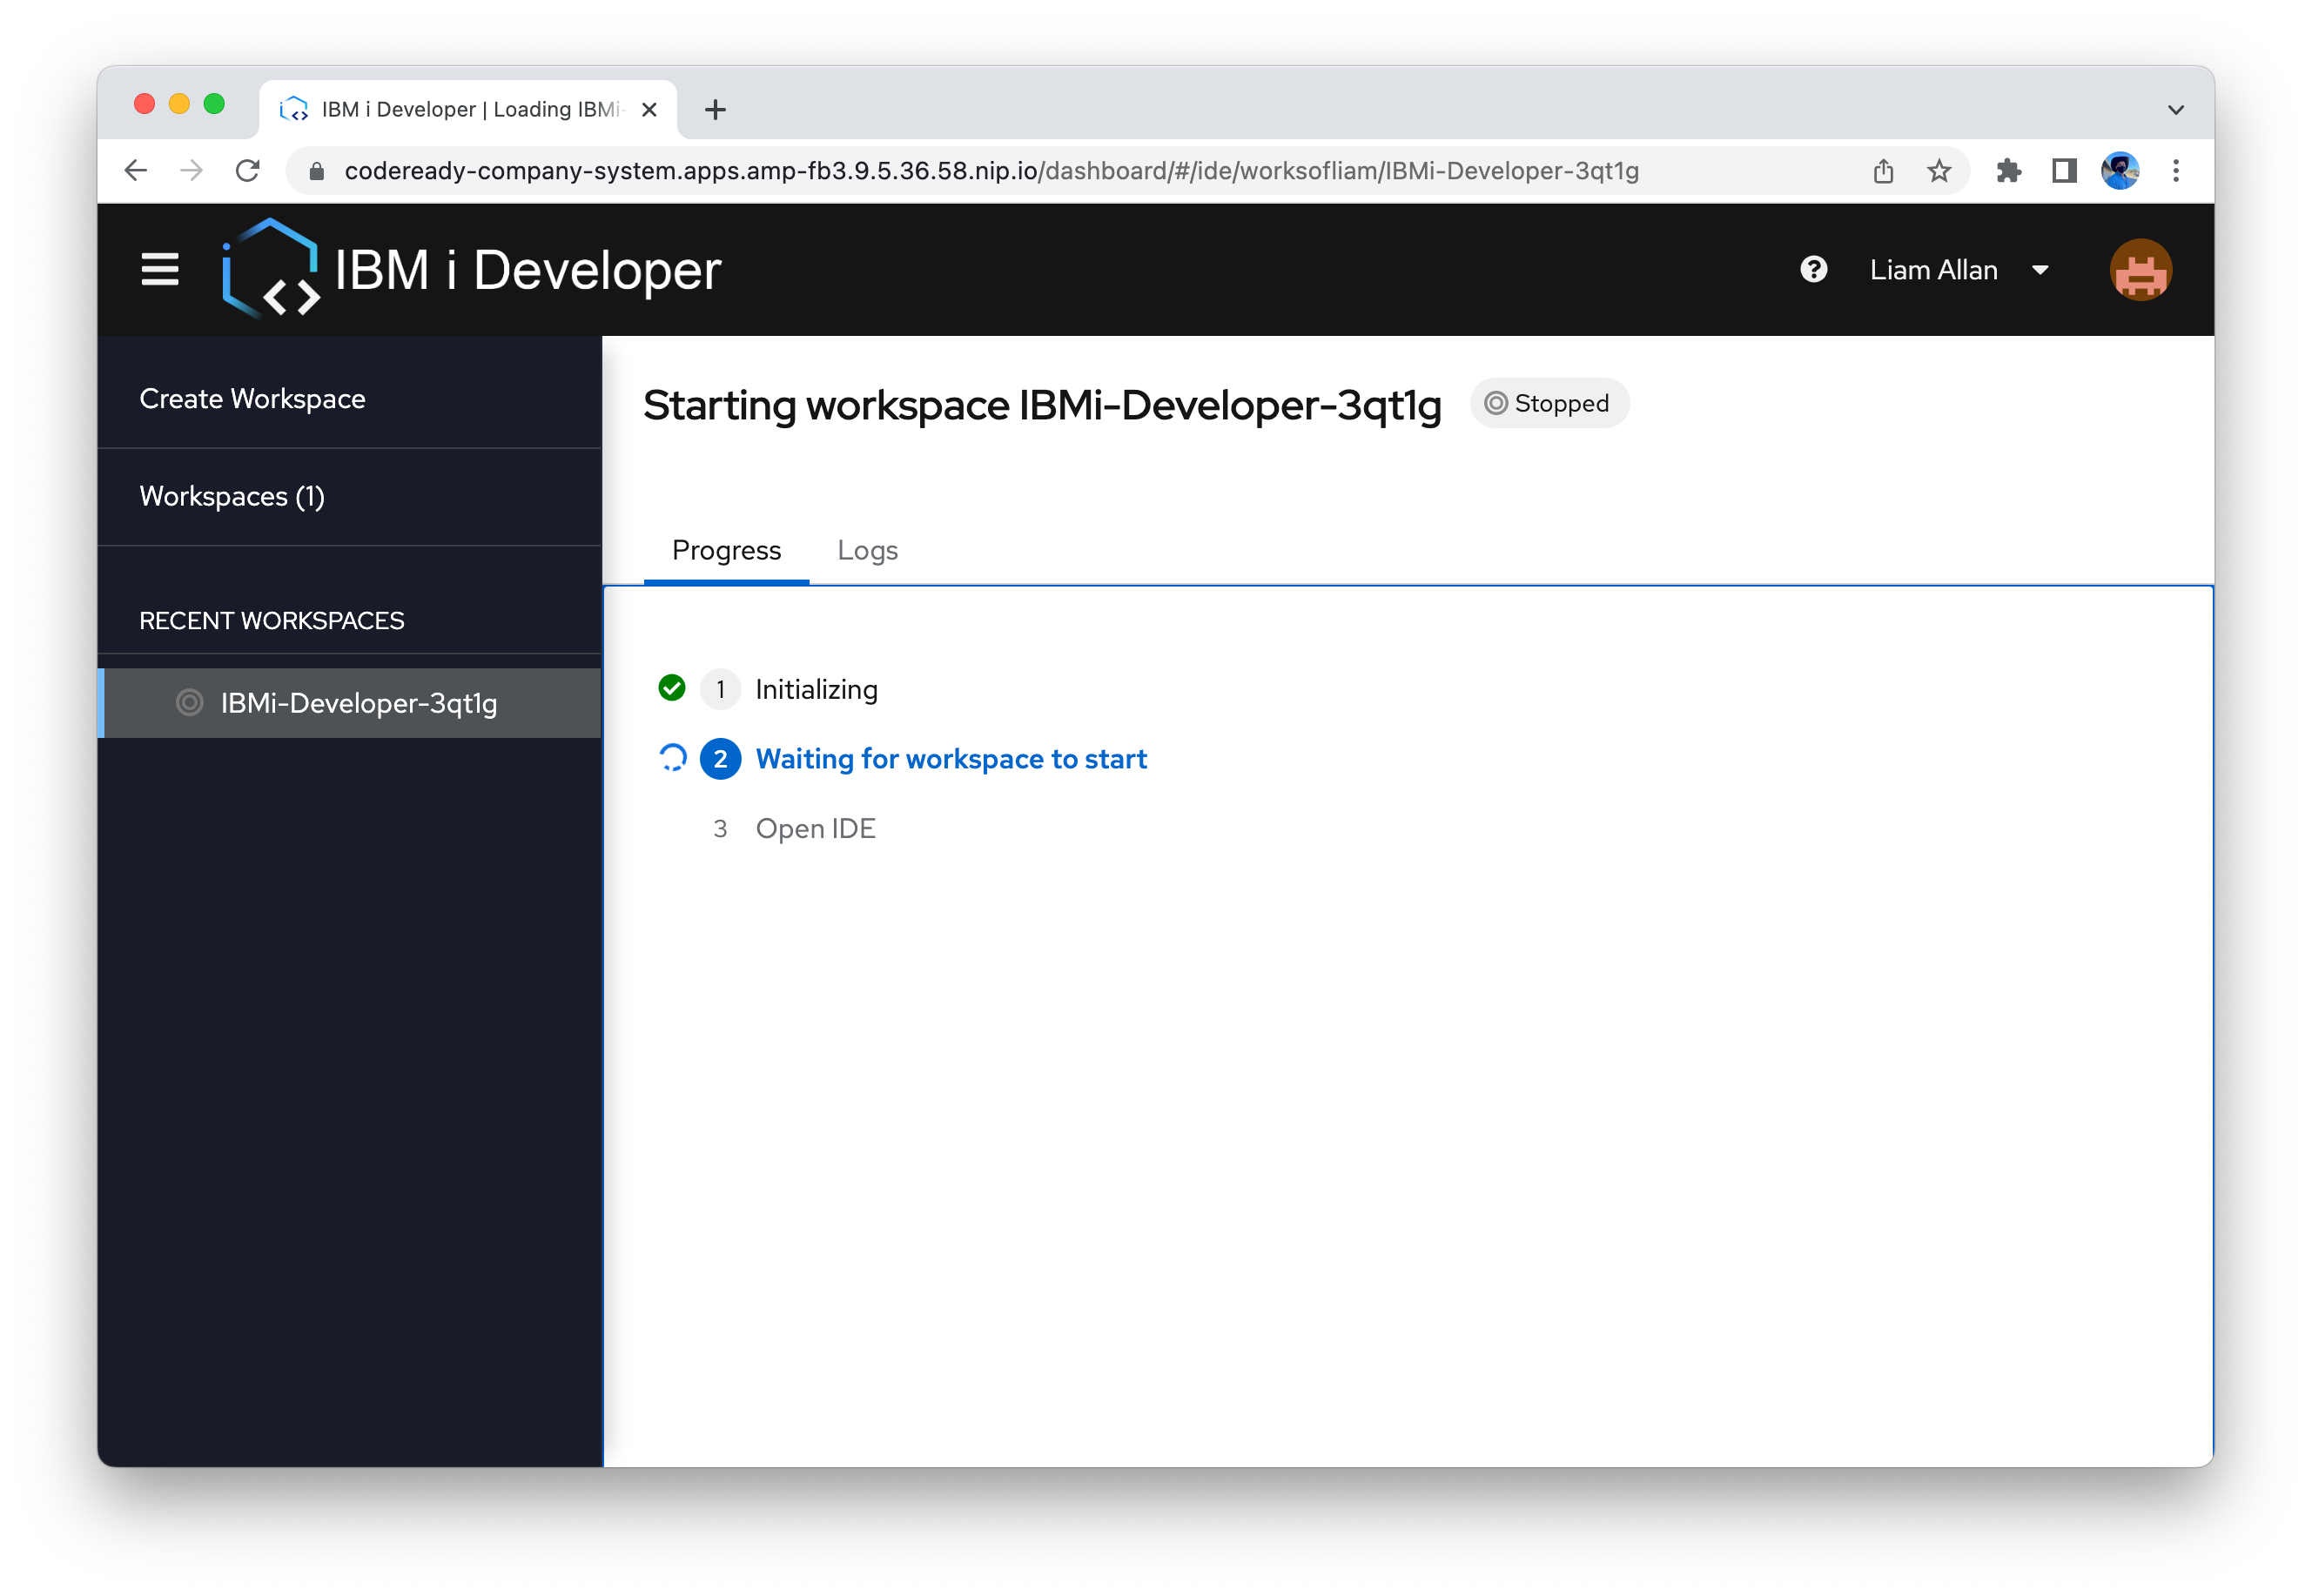 IBM i Developer | Loading IBMi-
codeready-company-system.apps.amp-fb3.9.5.36.58.nip.io/dashboard/#/ide/worksofliam/IBMi-Developer-3qt1g
IBM i Developer
Liam Allan
Create Workspace
Workspaces (1)
RECENT WORKSPACES
IBMi-Developer-3qt1g
Starting workspace IBMi-Developer-3qt1g
Stopped
Progress
Logs
1 Initializing
2 Waiting for workspace to start
3 Open IDE